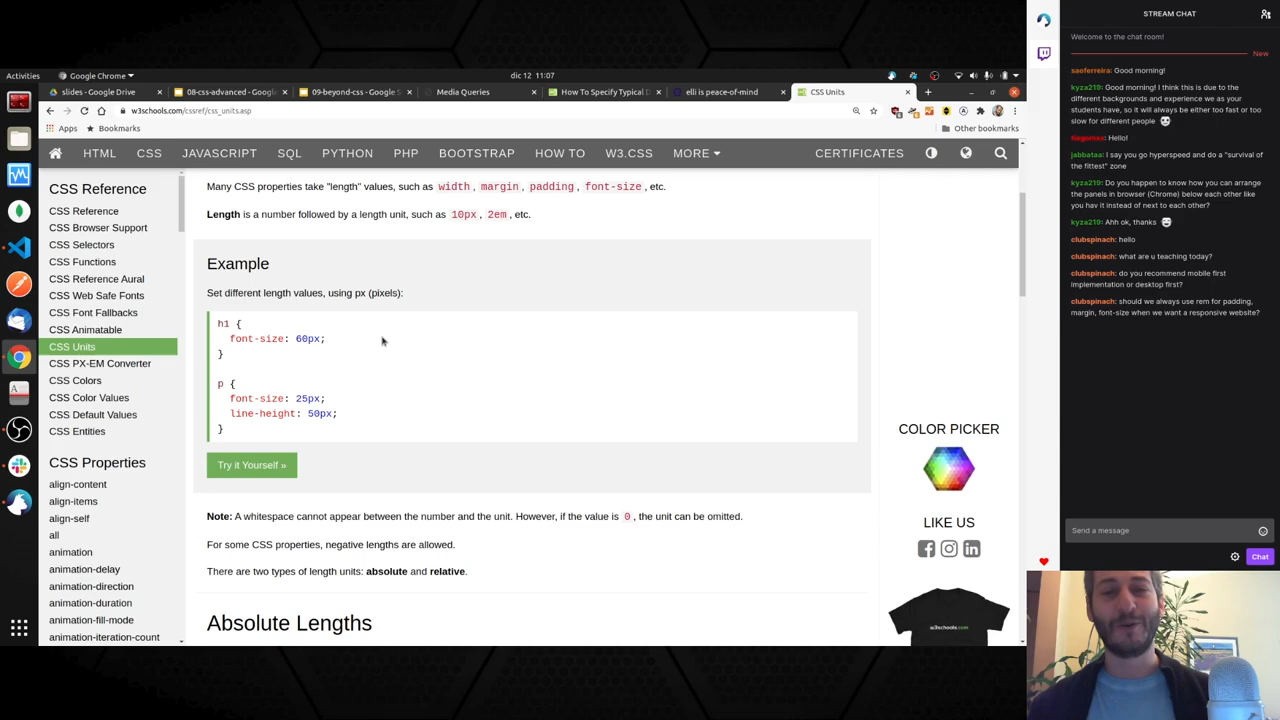 Activities
Google Chrome
dic 12 11:07
slides - Google Drive
08-css-advanced - Google
09-beyond-css - Google S
Media Queries
How To Specify Typical D
elli is peace-of-mind
CSS Units
w3schools.com/cssref/css_units.asp
Apps
Bookmarks
Other bookmarks
HTML
CSS
JAVASCRIPT
SQL
PYTHON
PHP
BOOTSTRAP
HOW TO
W3.CSS
MORE
CERTIFICATES
CSS Reference
CSS Reference
CSS Browser Support
CSS Selectors
CSS Functions
CSS Reference Aural
CSS Web Safe Fonts
CSS Font Fallbacks
CSS Animatable
CSS Units
CSS PX-EM Converter
CSS Colors
CSS Color Values
CSS Default Values
CSS Entities
CSS Properties
align-content
align-items
align-self
all
animation
animation-delay
animation-direction
animation-duration
animation-fill-mode
animation-iteration-count
Many CSS properties take "length" values, such as width, margin, padding, font-size, etc.
Length is a number followed by a length unit, such as 10px, 2em, etc.
Example
Set different length values, using px (pixels):
h1 {
font-size: 60px;
}
p {
font-size: 25px;
line-height: 50px;
}
Try it Yourself »
Note: A whitespace cannot appear between the number and the unit. However, if the value is 0, the unit can be omitted.
For some CSS properties, negative lengths are allowed.
There are two types of length units: absolute and relative.
Absolute Lengths
COLOR PICKER
LIKE US
w3schools.com
STREAM CHAT
Welcome to the chat room!
New
saoferreira: Good morning!
kyza219: Good morning! I think this is due to the
different backgrounds and experience we as your
students have, so it will always be either too fast or too
slow for different people
Hello!
jabbataa: I say you go hyperspeed and do a "survival of
the fittest" zone
kyza219: Do you happen to know how you can arrange
the panels in browser (Chrome) below each other like
you hav it instead of next to each other?
kyza219: Ahh ok, thanks
clubspinach: hello
clubspinach: what are u teaching today?
clubspinach: do you recommend mobile first
implementation or desktop first?
clubspinach: should we always use rem for padding,
margin, font-size when we want a responsive website?
Send a message
Chat